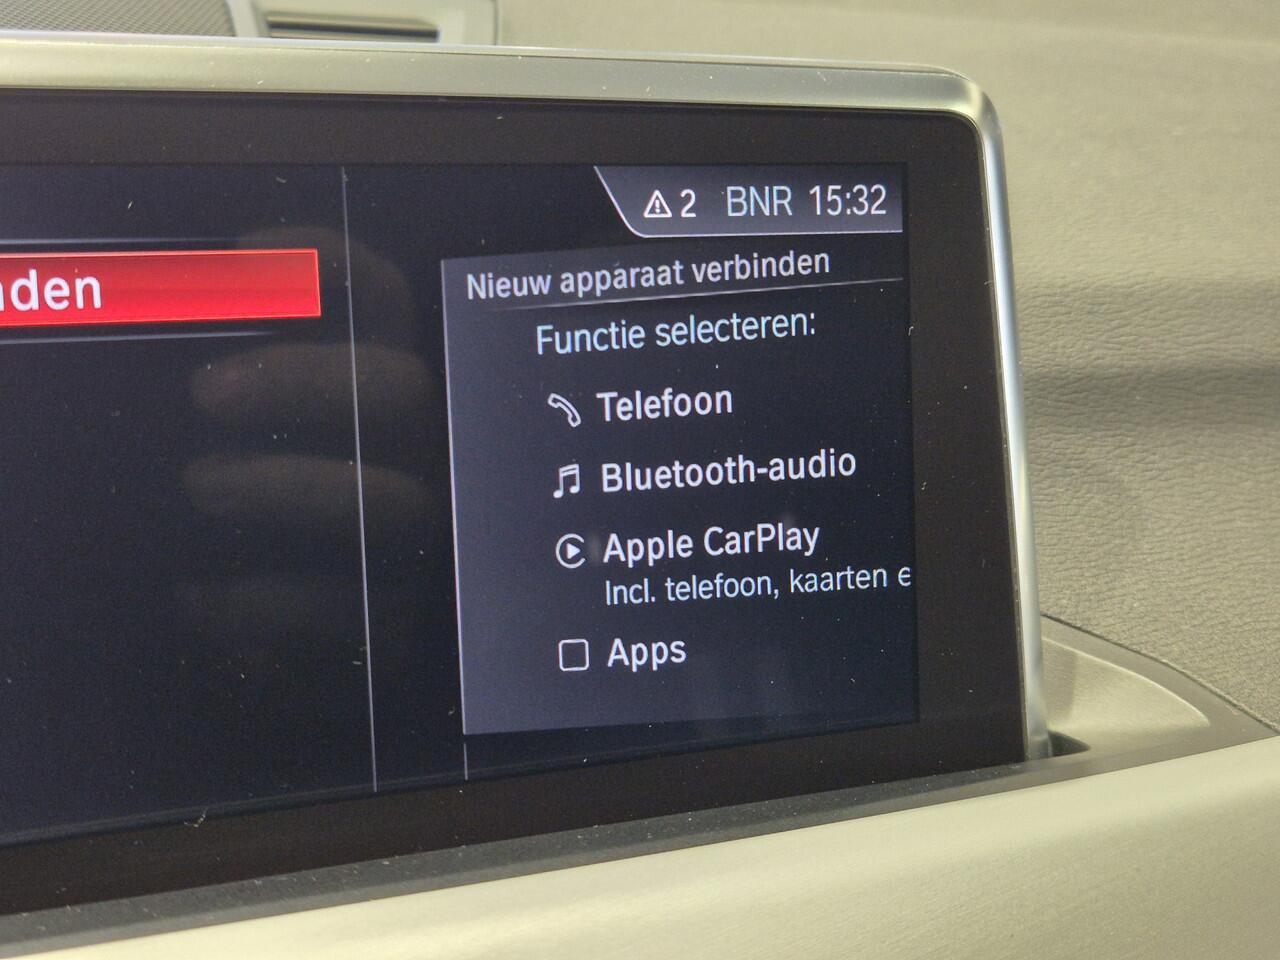 2 BNR 15:32
nden
Nieuw apparaat verbinden
Functie selecteren:
Telefoon
Bluetooth-audio
Apple CarPlay
Incl. telefoon, kaarten e
Apps